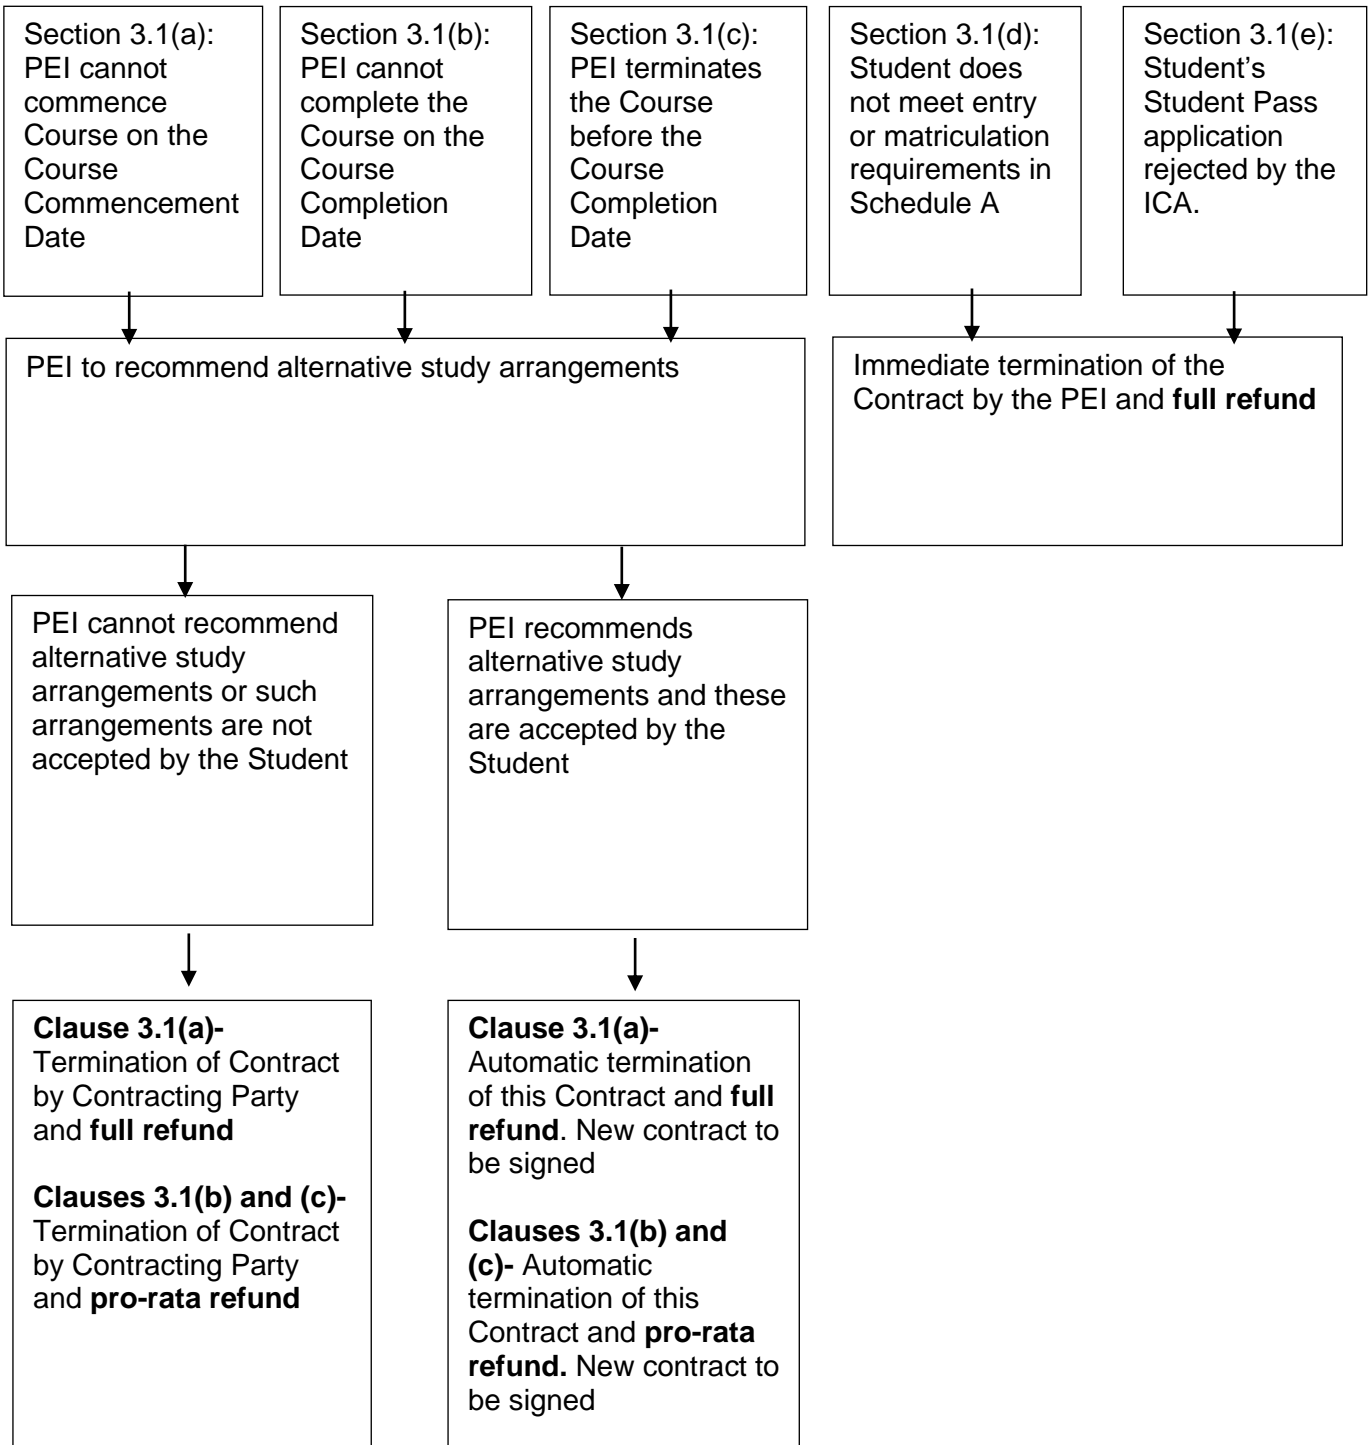 Section 3.1(a):
PEI cannot
commence
Course on the
Course
Commencement
Date
Section 3.1(b):
PEI cannot
complete the
Course on the
Course
Completion
Date
Section 3.1(c):
PEI terminates
the Course
before the
Course
Completion
Date
Section 3.1(d):
Student does
not meet entry
or matriculation
requirements in
Schedule A
Section 3.1(e):
Student’s
Student Pass
application
rejected by the
ICA.
PEI to recommend alternative study arrangements
Immediate termination of the
Contract by the PEI and full refund
PEI cannot recommend
alternative study
arrangements or such
arrangements are not
accepted by the Student
PEI recommends
alternative study
arrangements and these
are accepted by the
Student
Clause 3.1(a)-
Termination of Contract
by Contracting Party
and full refund
Clauses 3.1(b) and (c)-
Termination of Contract
by Contracting Party
and pro-rata refund
Clause 3.1(a)-
Automatic termination
of this Contract and full
refund. New contract to
be signed
Clauses 3.1(b) and
(c)- Automatic
termination of this
Contract and pro-rata
refund. New contract to
be signed